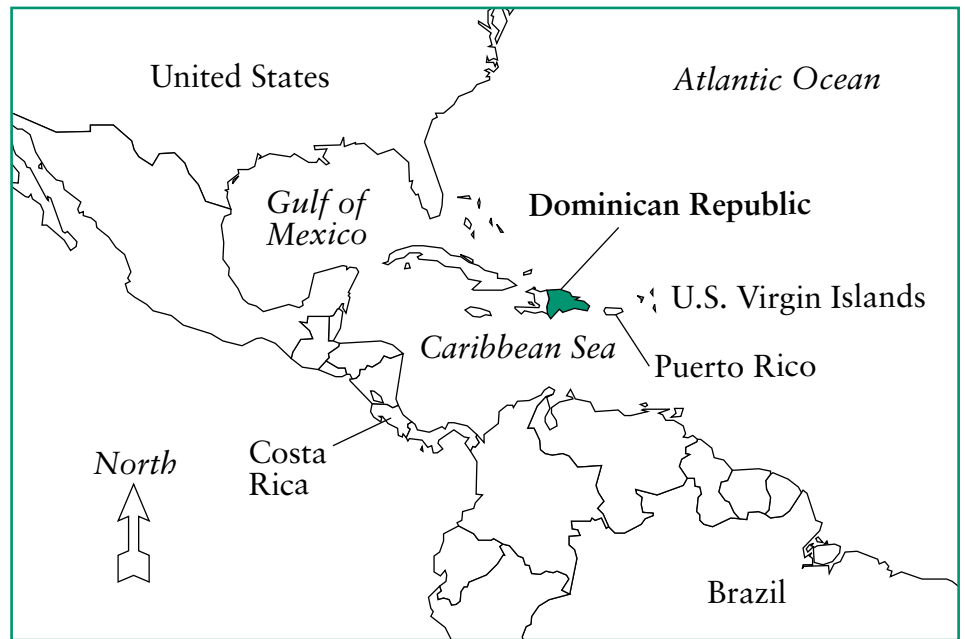 United States
Atlantic Ocean
Gulf of
Mexico
Dominican Republic
U.S. Virgin Islands
Caribbean Sea
Puerto Rico
Costa
Rica
North
Brazil